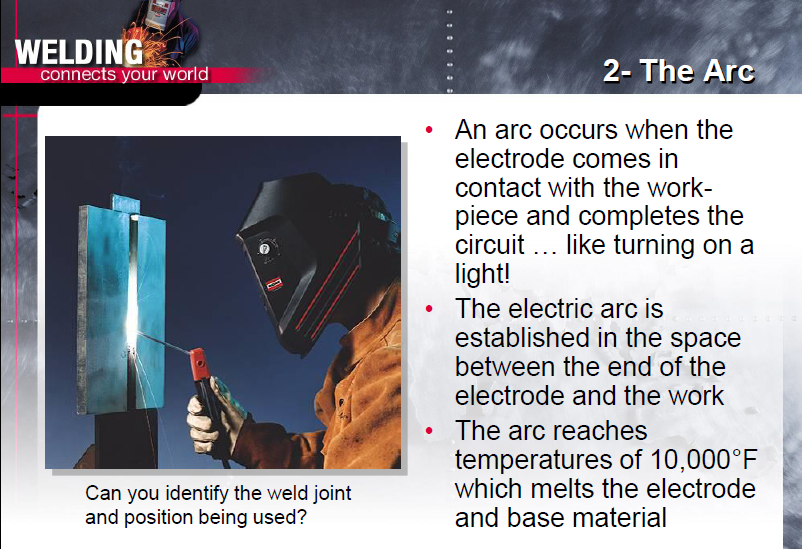 WELDING
connects your world
2- The Arc
• An arc occurs when the
electrode comes in
contact with the work-
piece and completes the
circuit … like turning on a
light!
• The electric arc is
established in the space
between the end of the
electrode and the work
• The arc reaches
temperatures of 10,000°F
which melts the electrode
and base material
Can you identify the weld joint
and position being used?